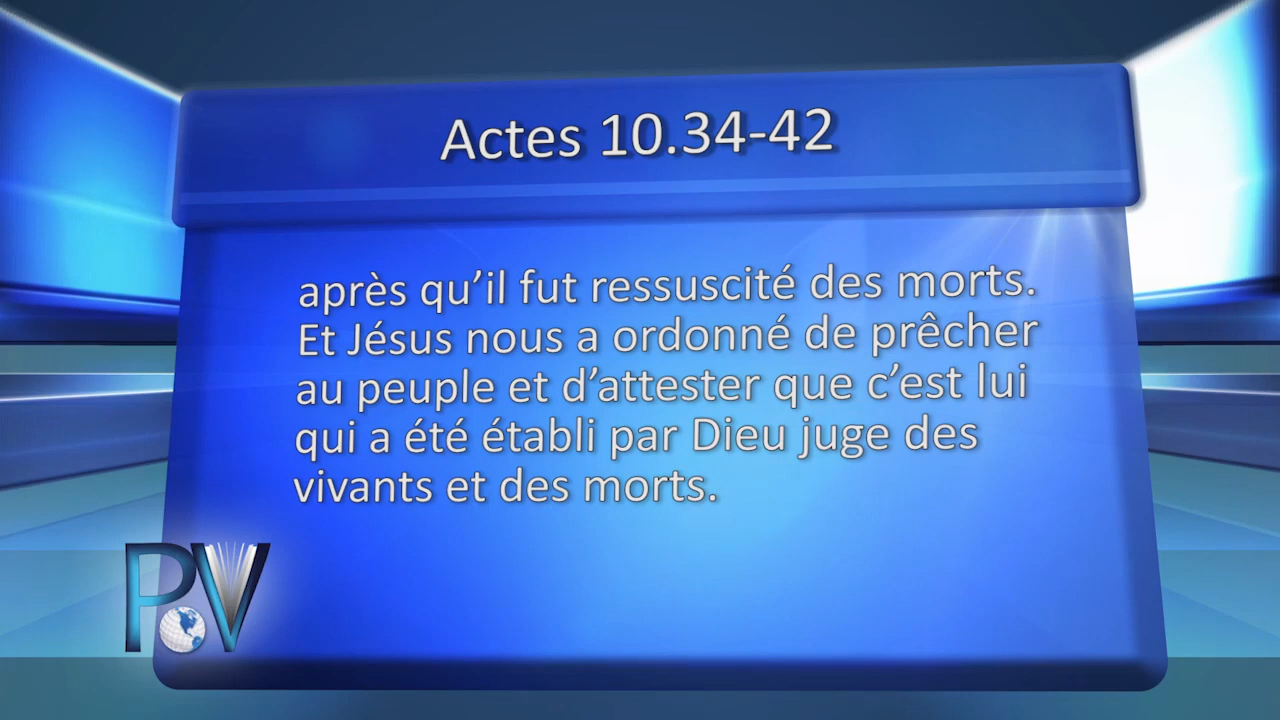 Actes 10.34-42
après qu’il fut ressuscité des morts.
Et Jésus nous a ordonné de prêcher
au peuple et d’attester que c’est lui
qui a été établi par Dieu juge des
vivants et des morts.
PV